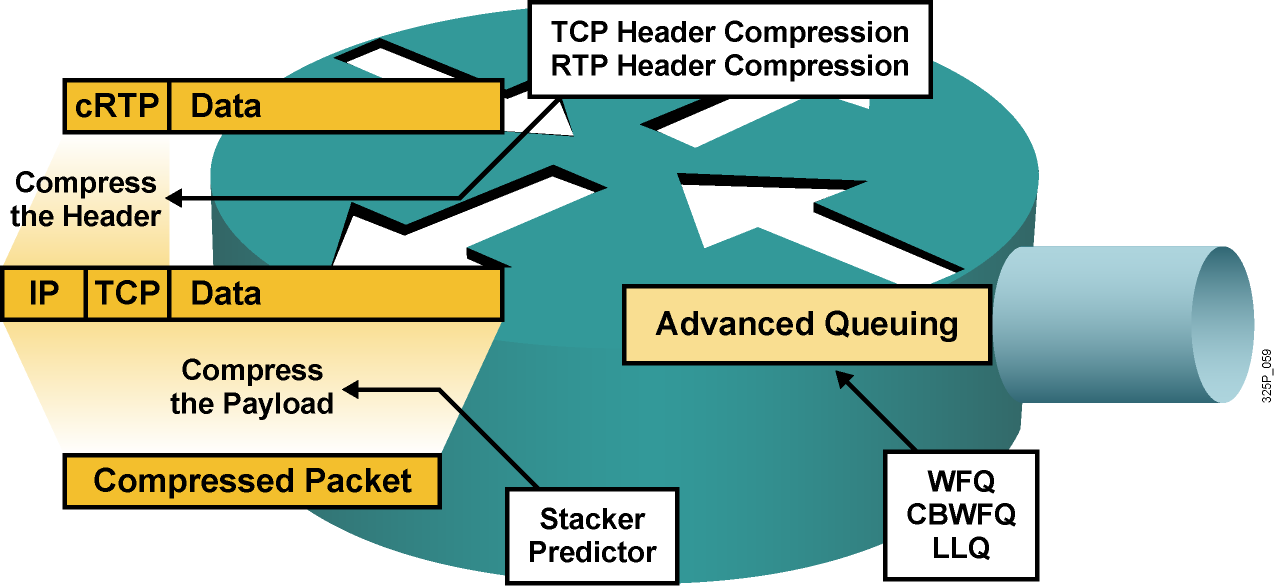 TCP Header Compression
RTP Header Compression
cRTP Data
Compress
the Header
IP TCP Data
Advanced Queuing
Compress
the Payload
Compressed Packet
Stacker
Predictor
WFQ
CBWFQ
LLQ
325P_059